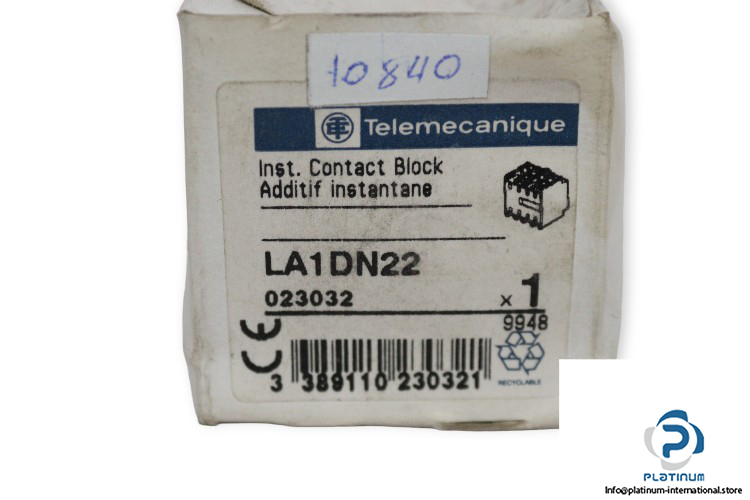 10840
Telemecanique
Inst. Contact Block
Additif instantane
LA1DN22
023032
x 1
9948
CE
3 389110 230321
RECYCLABLE
PLATINUM
Info@platinum-international.store